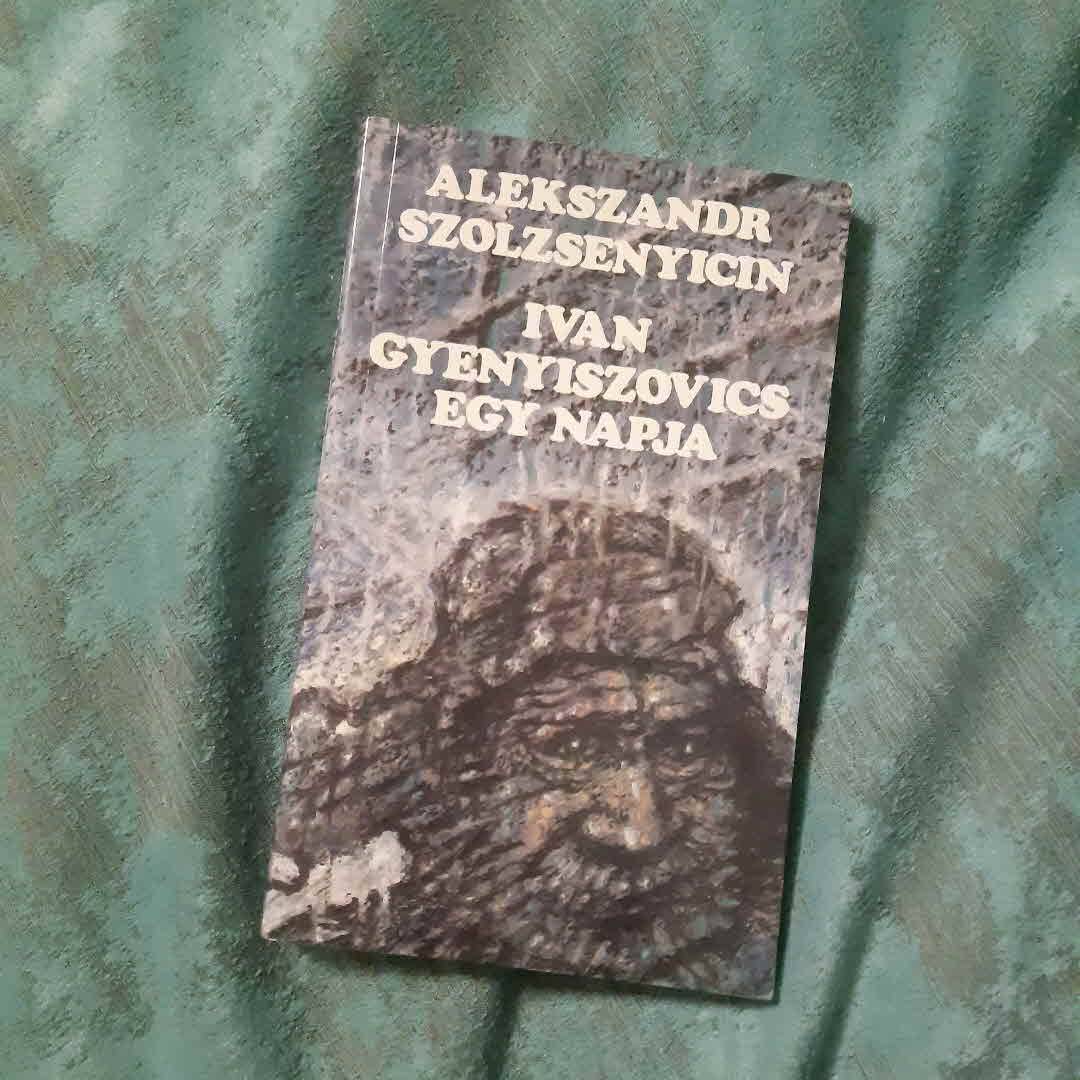 ALEKSZANDR
SZOLZSENYICIN
IVAN
GYENYISZOVICS
EGY NAPJA